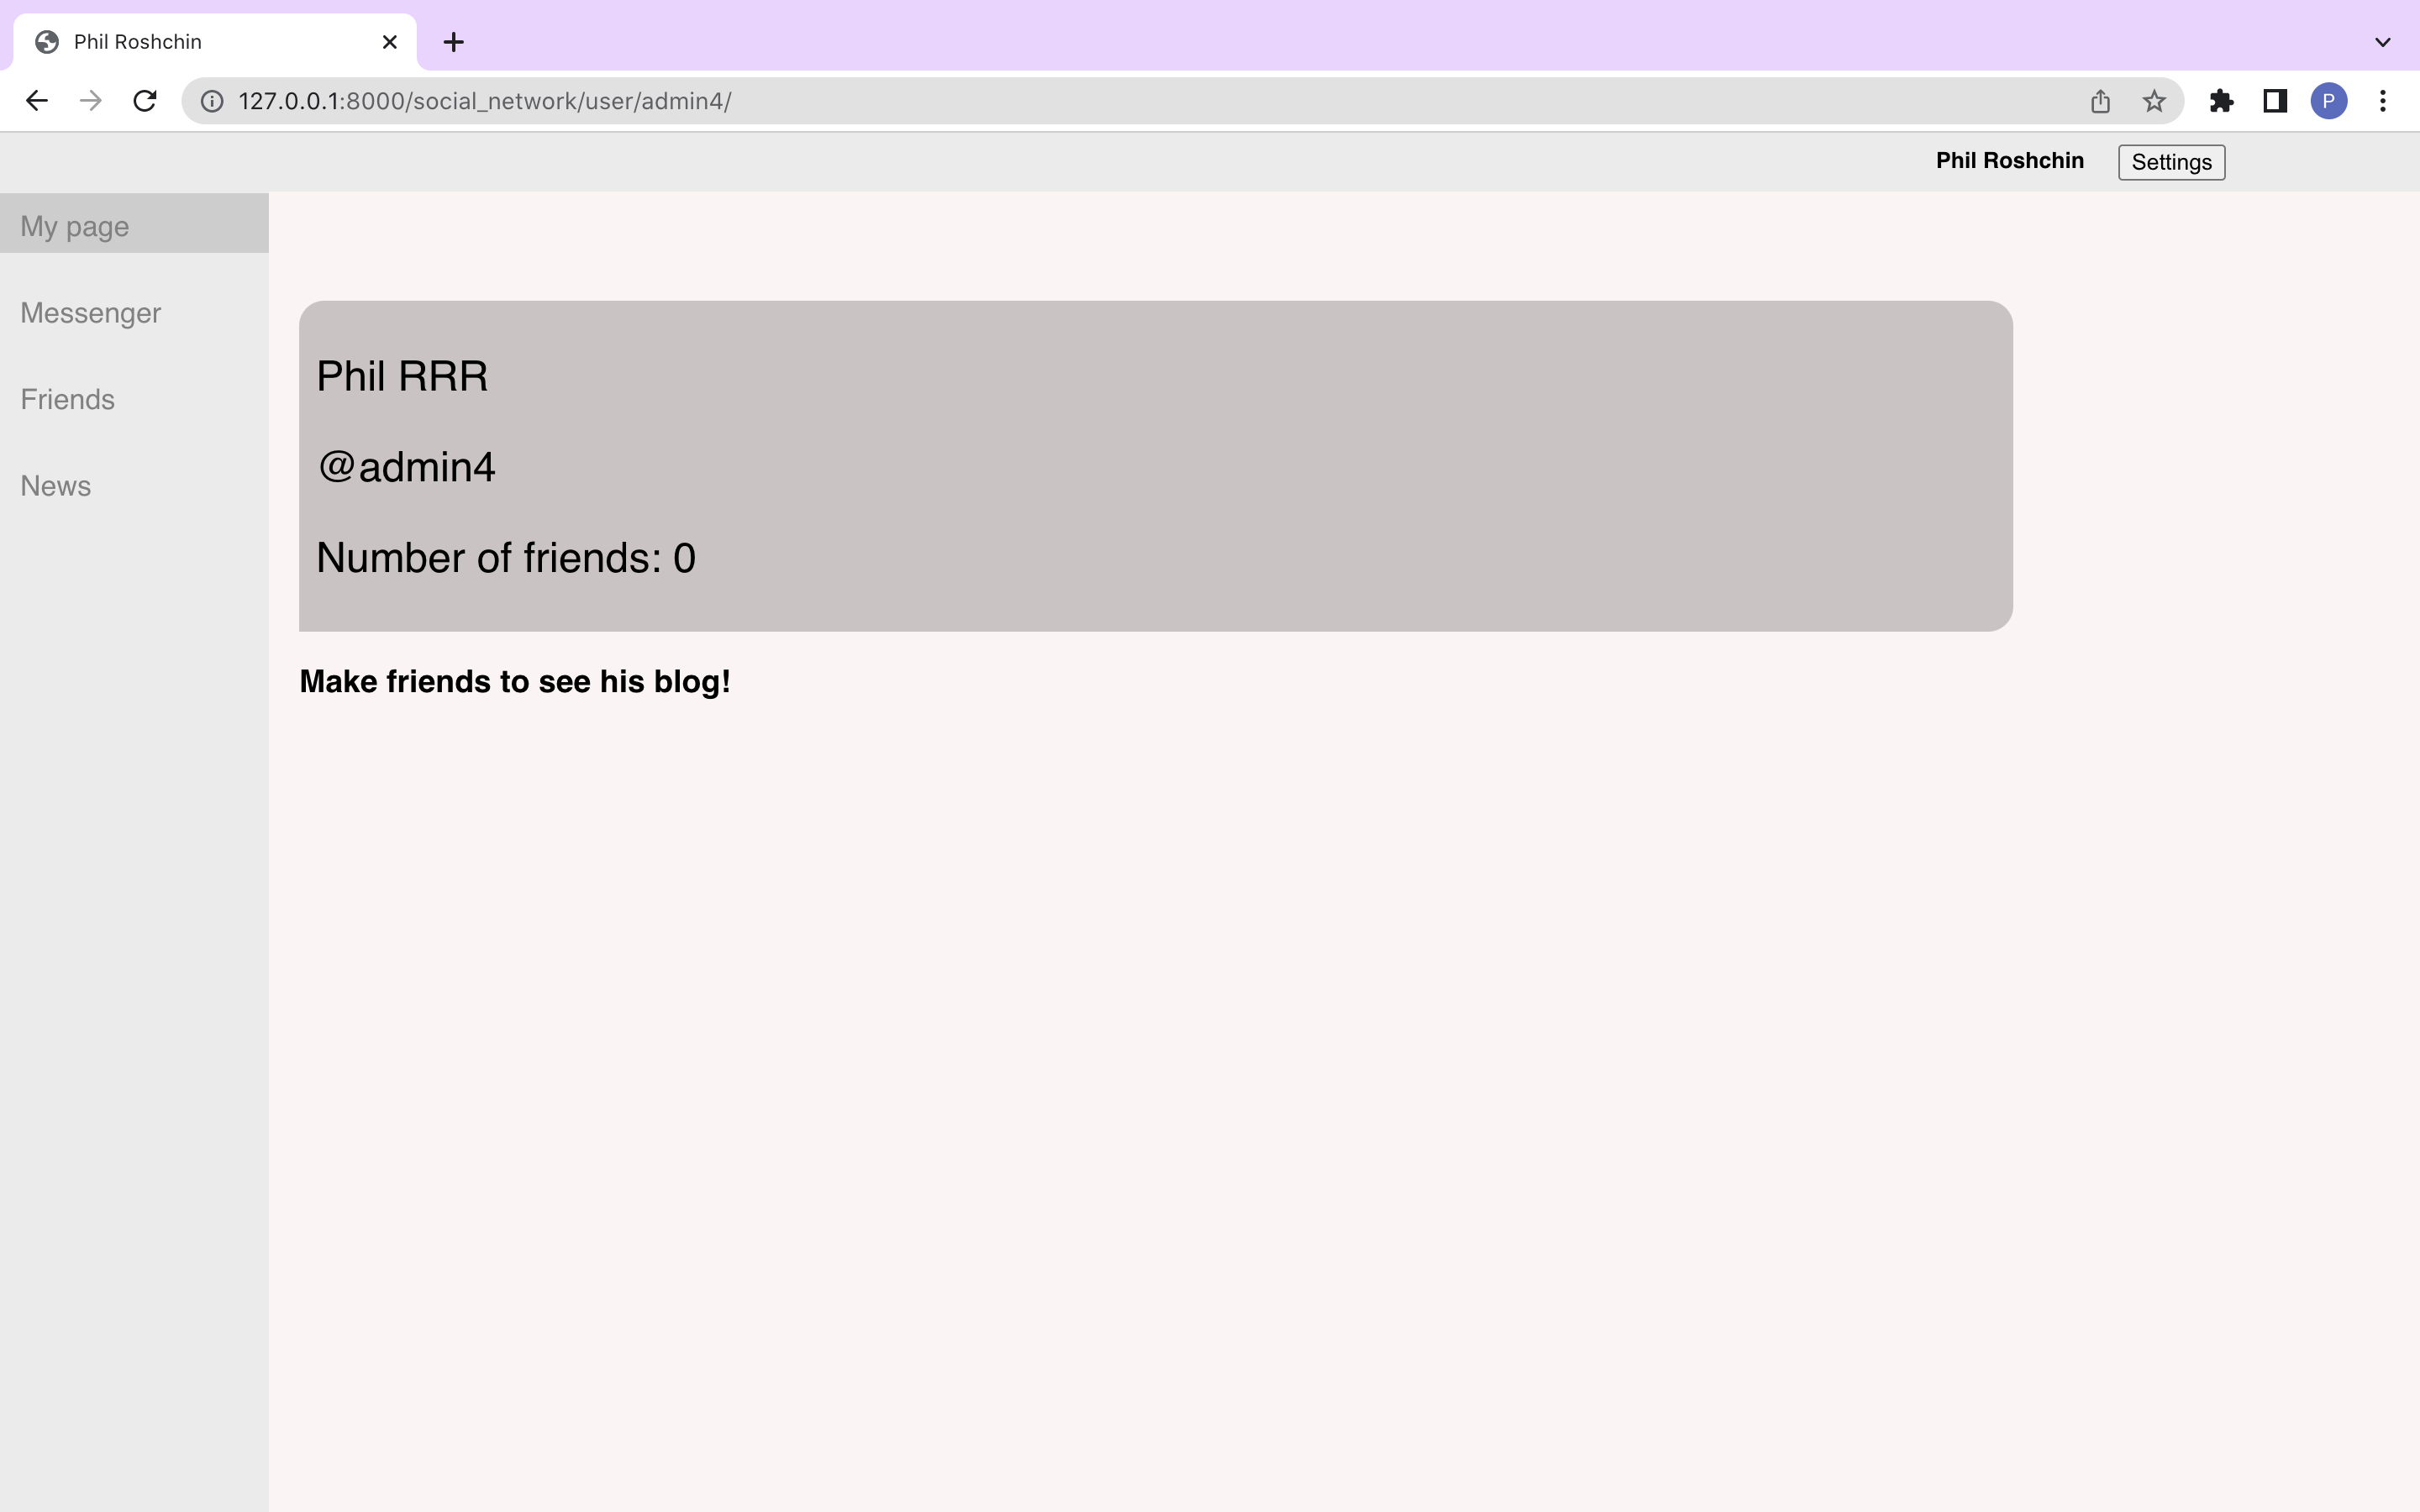 Phil Roshchin
127.0.0.1:8000/social_network/user/admin4/
P
Phil Roshchin
Settings
My page
Messenger
Friends
News
Phil RRR
@admin4
Number of friends: 0
Make friends to see his blog!